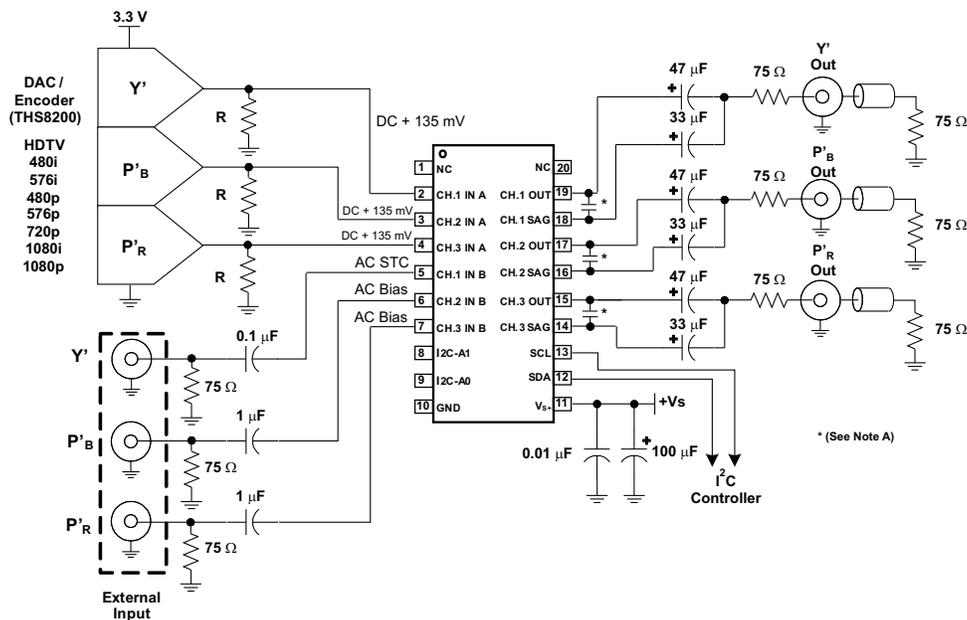 3.3 V
DAC /
Encoder
(THS8200)
HDTV
480i
576i
480p
576p
720p
1080i
1080p
Y'
P'B
P'R
R
R
R
DC + 135 mV
DC + 135 mV
DC + 135 mV
AC STC
AC Bias
AC Bias
1 NC
2 CH.1 IN A
3 CH.2 IN A
4 CH.3 IN A
5 CH.1 IN B
6 CH.2 IN B
7 CH.3 IN B
8 I2C-A1
9 I2C-A0
10 GND
NC 20
CH.1 OUT 19
CH.1 SAG 18
CH.2 OUT 17
CH.2 SAG 16
CH.3 OUT 15
CH.3 SAG 14
SCL 13
SDA 12
VS+ 11
*
*
*
47 µF
+
33 µF
+
75 Ω
Y'
Out
75 Ω
47 µF
+
33 µF
+
75 Ω
P'B
Out
75 Ω
47 µF
+
33 µF
+
75 Ω
P'R
Out
75 Ω
+Vs
0.01 µF
+
100 µF
I2C
Controller
* (See Note A)
Y'
0.1 µF
75 Ω
P'B
1 µF
75 Ω
P'R
1 µF
75 Ω
External
Input